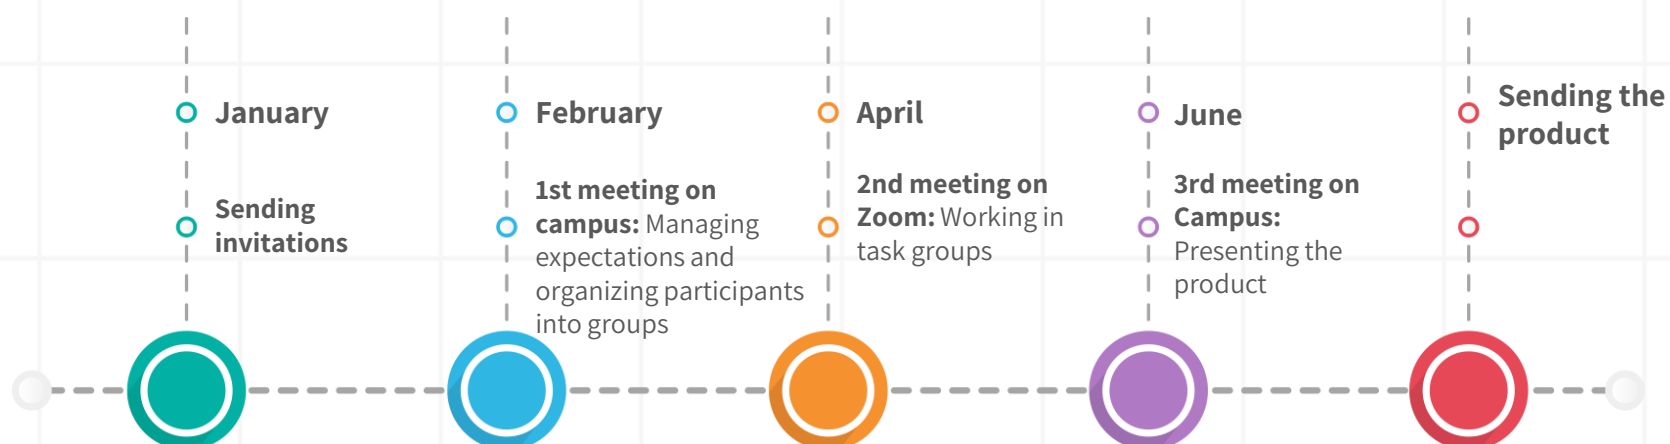 January
Sending
invitations
February
1st meeting on
campus: Managing
expectations and
organizing participants
into groups
April
2nd meeting on
Zoom: Working in
task groups
June
3rd meeting on
Campus:
Presenting the
product
Sending the
product